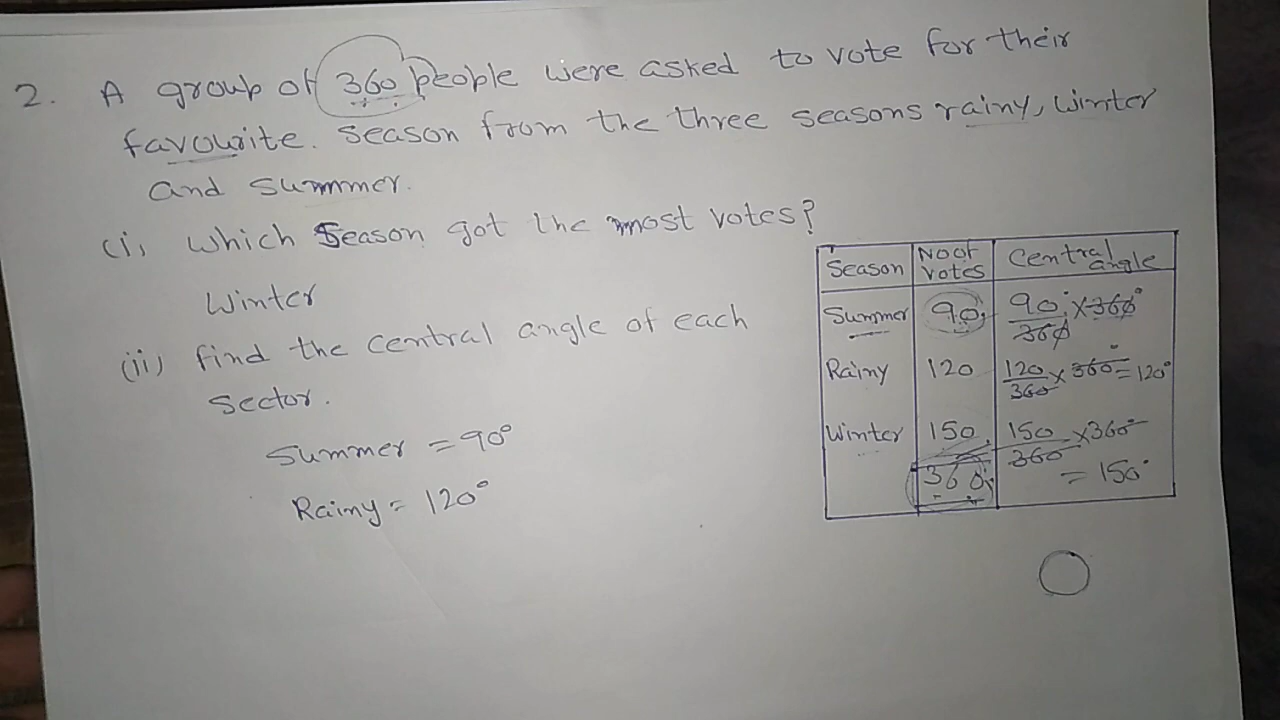 2. A group of 360 people were asked to vote for their
favourite. season from the three seasons rainy, winter
and summer.
(i) which season got the most votes?
Winter
(ii) find the central angle of each
sector.
Summer = 90°
Rainy = 120°
Season No of votes Central angle
Summer 90 90/360 × 360°
Rainy 120 120/360 × 360° = 120°
Winter 150 150/360 × 360°
360 = 150°